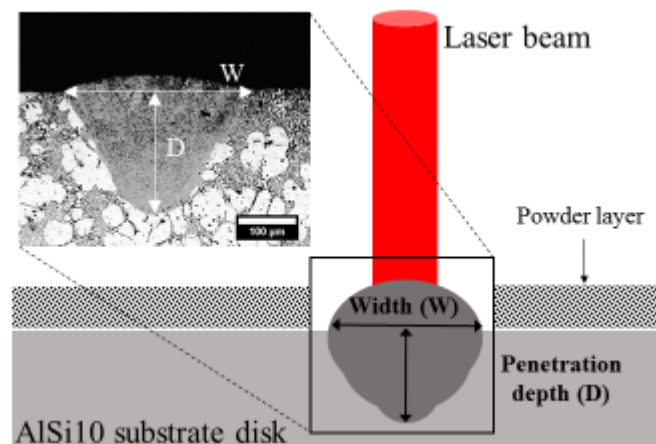 Laser beam
W
D
100 µm
Powder layer
Width (W)
Penetration
depth (D)
AlSi10 substrate disk